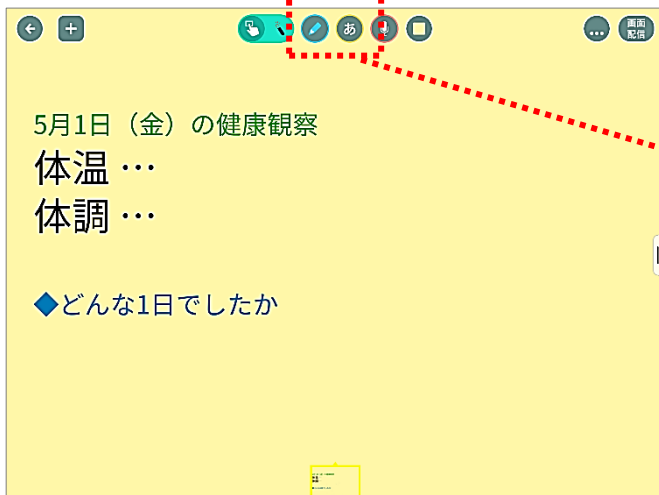 あ
画面
配信
5月1日（金）の健康観察
体温 …
体調 …
◆どんな1日でしたか